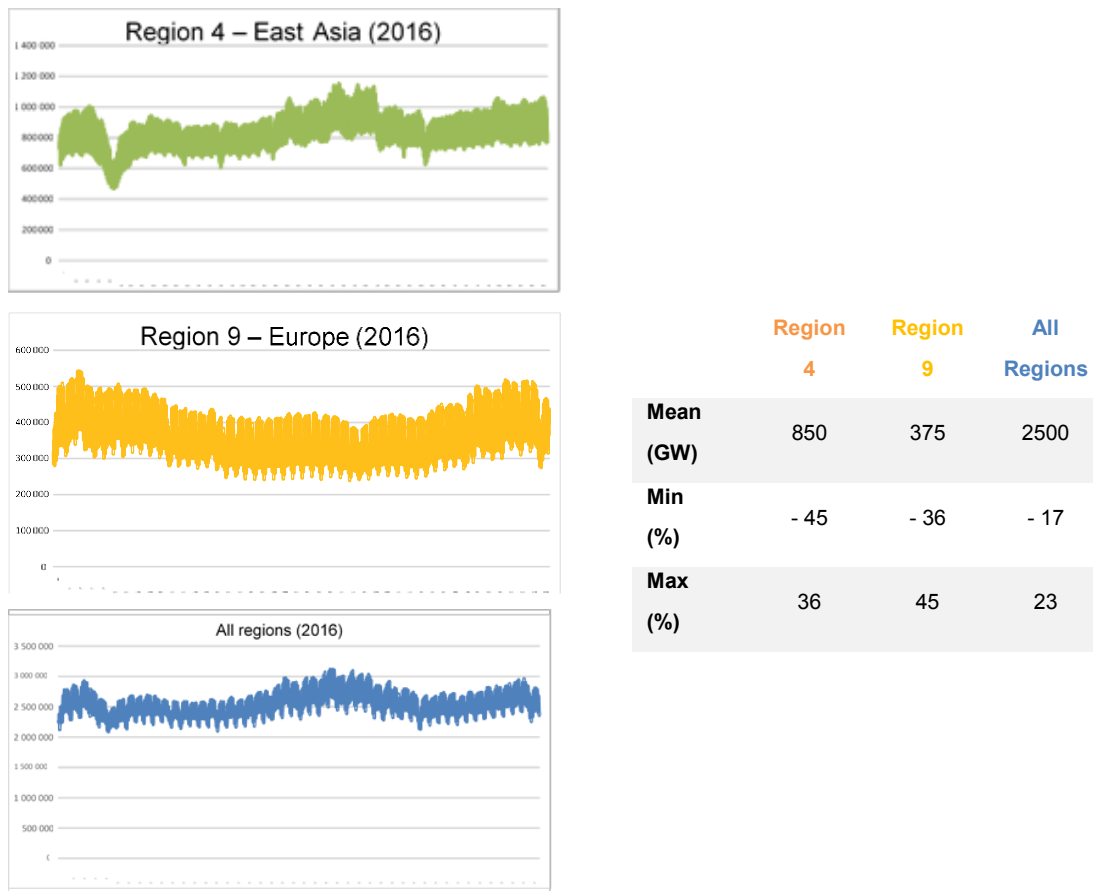 Region 4 – East Asia (2016)
1 400 000
1 200 000
1 000 000
800 000
600 000
400000
200000
0
Region 9 – Europe (2016)
600 000
500 000
400 000
300 000
200 000
100 000
0
All regions (2016)
3 500 000
3 000 000
2 500 000
2 000 000
1 500 000
1 000 000
500 000
Region Region All
4 9 Regions
Mean
(GW) 850 375 2500
Min
(%) - 45 - 36 - 17
Max
(%) 36 45 23